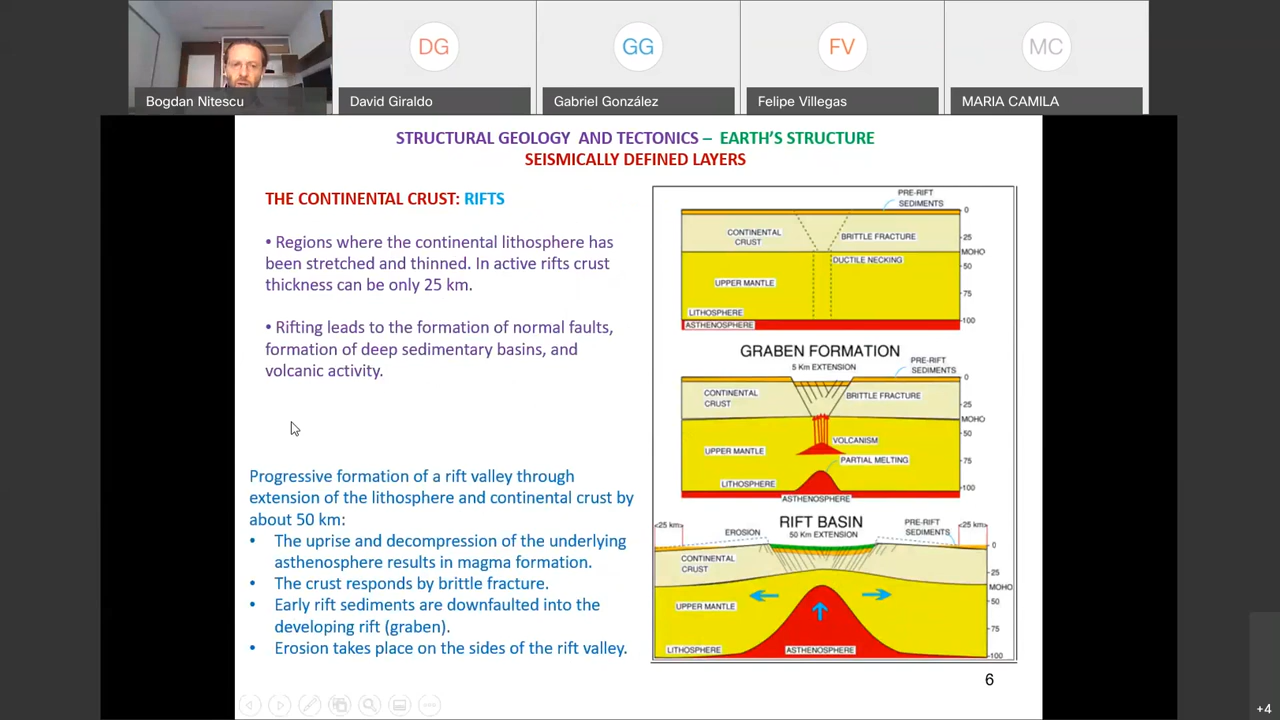 DG
GG
FV
MC
Bogdan Nitescu
David Giraldo
Gabriel González
Felipe Villegas
MARIA CAMILA
STRUCTURAL GEOLOGY AND TECTONICS – EARTH'S STRUCTURE
SEISMICALLY DEFINED LAYERS
THE CONTINENTAL CRUST: RIFTS
• Regions where the continental lithosphere has
been stretched and thinned. In active rifts crust
thickness can be only 25 km.
• Rifting leads to the formation of normal faults,
formation of deep sedimentary basins, and
volcanic activity.
Progressive formation of a rift valley through
extension of the lithosphere and continental crust by
about 50 km:
• The uprise and decompression of the underlying
asthenosphere results in magma formation.
• The crust responds by brittle fracture.
• Early rift sediments are downfaulted into the
developing rift (graben).
• Erosion takes place on the sides of the rift valley.
PRE-RIFT
SEDIMENTS
0
CONTINENTAL
CRUST
BRITTLE FRACTURE
25
MOHO
DUCTILE NECKING
50
UPPER MANTLE
75
LITHOSPHERE
100
ASTHENOSPHERE
GRABEN FORMATION
5 Km EXTENSION
PRE-RIFT
SEDIMENTS
0
CONTINENTAL
CRUST
BRITTLE FRACTURE
25
MOHO
50
VOLCANISM
UPPER MANTLE
PARTIAL MELTING
75
LITHOSPHERE
100
ASTHENOSPHERE
RIFT BASIN
50 Km EXTENSION
<25 km>
EROSION
PRE-RIFT
SEDIMENTS
<25 km>
0
CONTINENTAL
CRUST
25
MOHO
UPPER MANTLE
50
75
LITHOSPHERE
ASTHENOSPHERE
100
6
+4